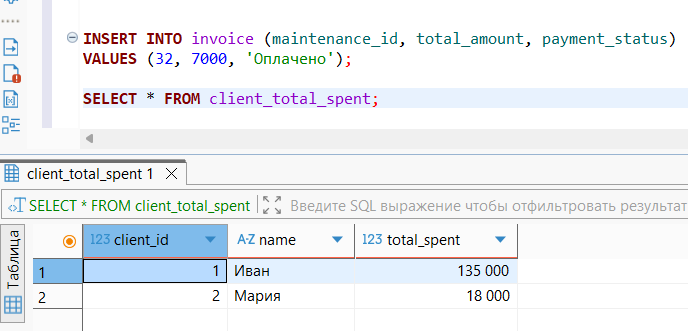 INSERT INTO invoice (maintenance_id, total_amount, payment_status)
VALUES (32, 7000, 'Оплачено');
SELECT * FROM client_total_spent;
client_total_spent 1
SELECT * FROM client_total_spent Введите SQL выражение чтобы отфильтровать результат
Таблица
123 client_id A-Z name 123 total_spent
1 1 Иван 135 000
2 2 Мария 18 000